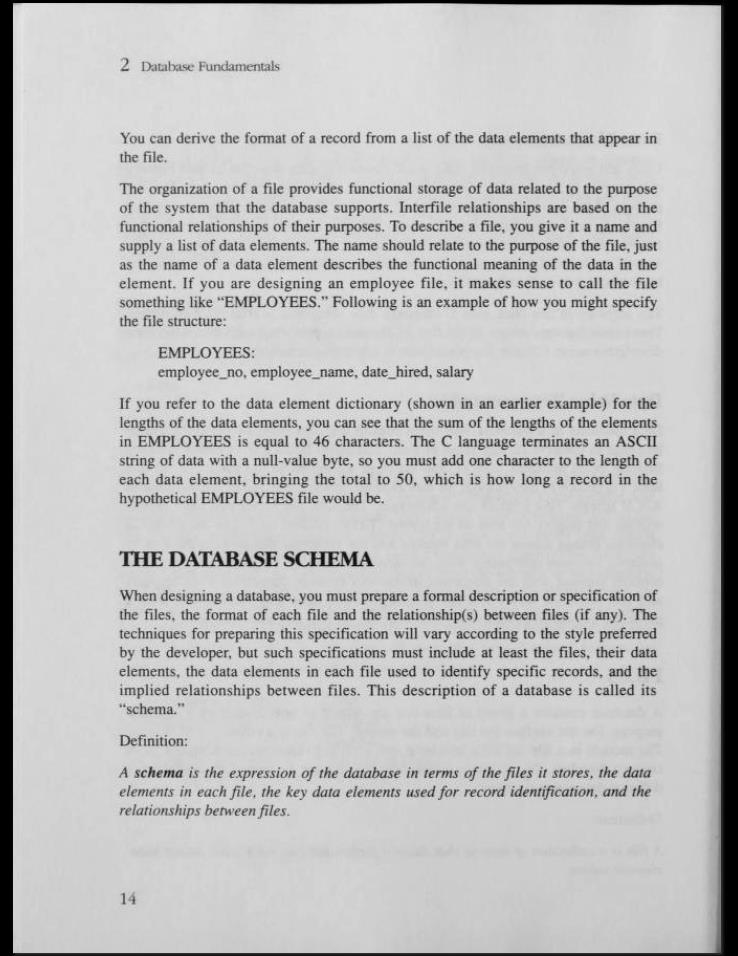 2 Database Fundamentals
You can derive the format of a record from a list of the data elements that appear in
the file.
The organization of a file provides functional storage of data related to the purpose
of the system that the database supports. Interfile relationships are based on the
functional relationships of their purposes. To describe a file, you give it a name and
supply a list of data elements. The name should relate to the purpose of the file, just
as the name of a data element describes the functional meaning of the data in the
element. If you are designing an employee file, it makes sense to call the file
something like “EMPLOYEES.” Following is an example of how you might specify
the file structure:
EMPLOYEES:
employee_no, employee_name, date_hired, salary
If you refer to the data element dictionary (shown in an earlier example) for the
lengths of the data elements, you can see that the sum of the lengths of the elements
in EMPLOYEES is equal to 46 characters. The C language terminates an ASCII
string of data with a null-value byte, so you must add one character to the length of
each data element, bringing the total to 50, which is how long a record in the
hypothetical EMPLOYEES file would be.
THE DATABASE SCHEMA
When designing a database, you must prepare a formal description or specification of
the files, the format of each file and the relationship(s) between files (if any). The
techniques for preparing this specification will vary according to the style preferred
by the developer, but such specifications must include at least the files, their data
elements, the data elements in each file used to identify specific records, and the
implied relationships between files. This description of a database is called its
“schema.”
Definition:
A schema is the expression of the database in terms of the files it stores, the data
elements in each file, the key data elements used for record identification, and the
relationships between files.
14